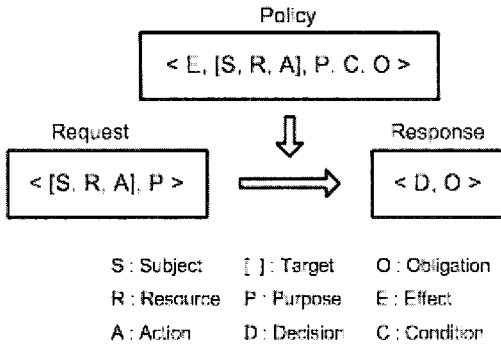 Policy
< E, [S, R, A], P. C. O >
Request
Response
< [S. R. A], P >
< D, O >
S : Subject [ ] : Target O : Obligation
R : Resource P : Purpose E : Effect
A : Action D : Decision C : Condition